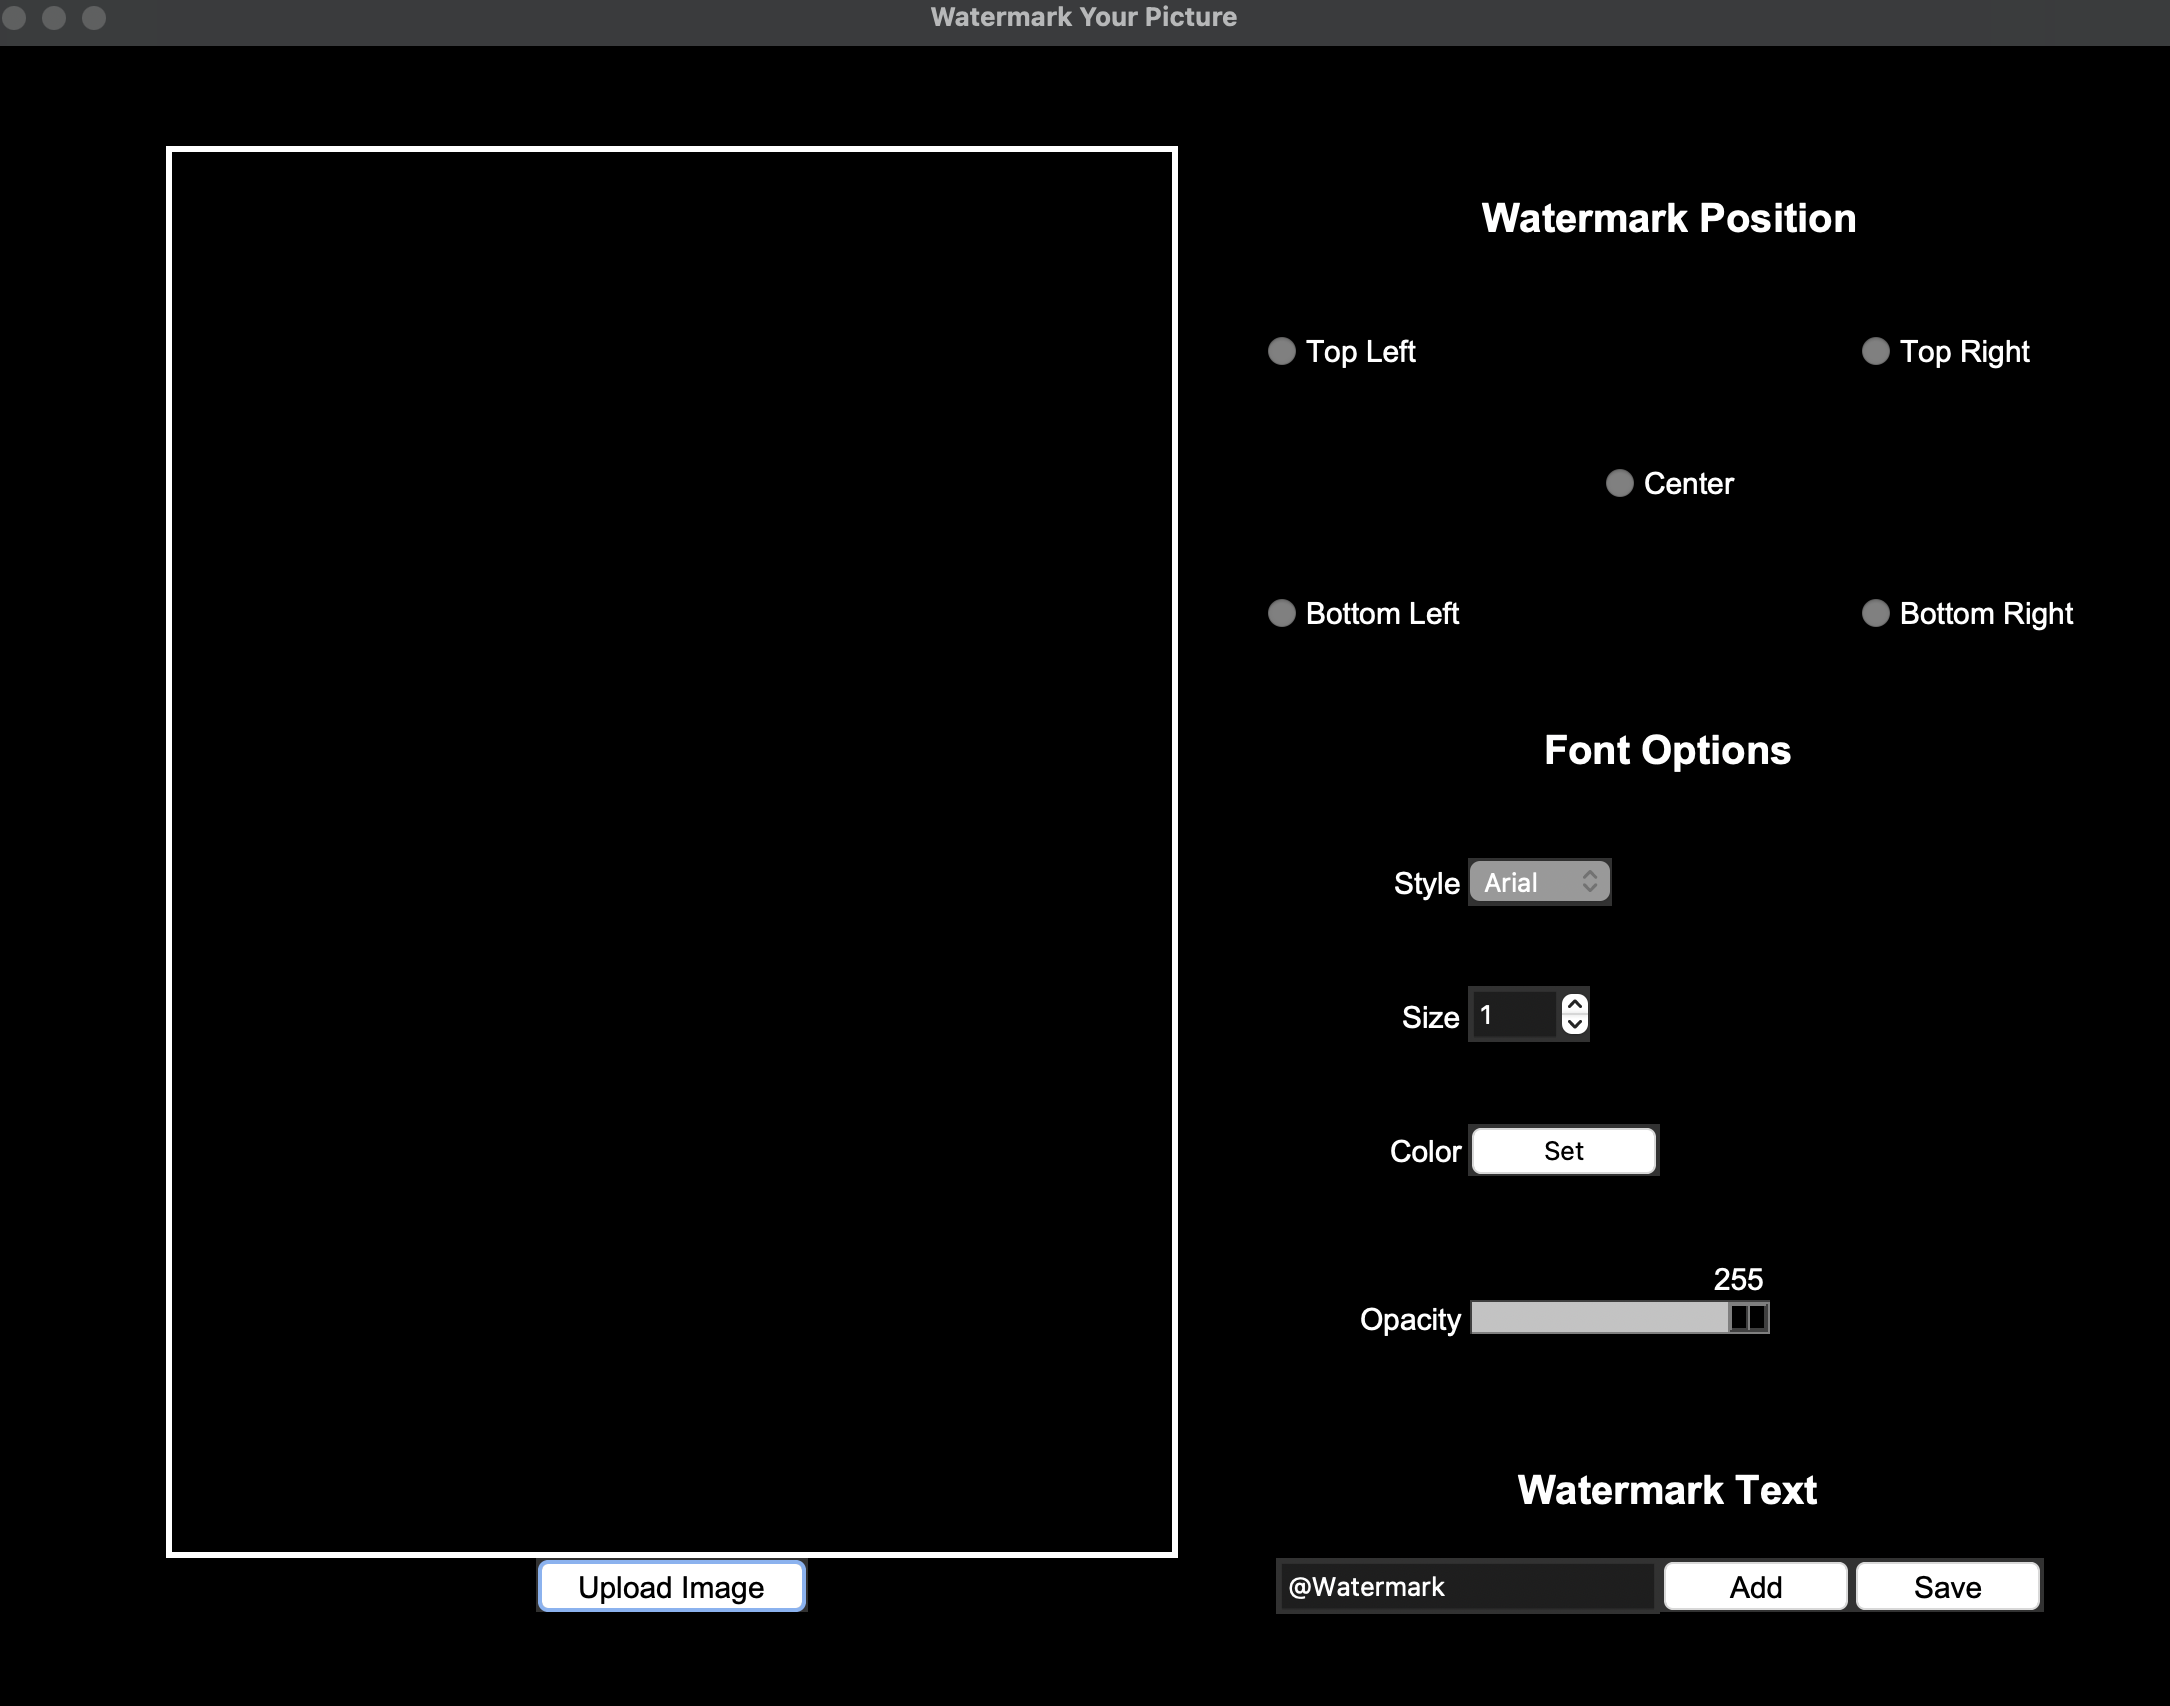 Watermark Your Picture
Watermark Position
Top Left
Top Right
Center
Bottom Left
Bottom Right
Font Options
Style Arial
Size 1
Color Set
255
Opacity
Watermark Text
Upload Image
@Watermark Add Save